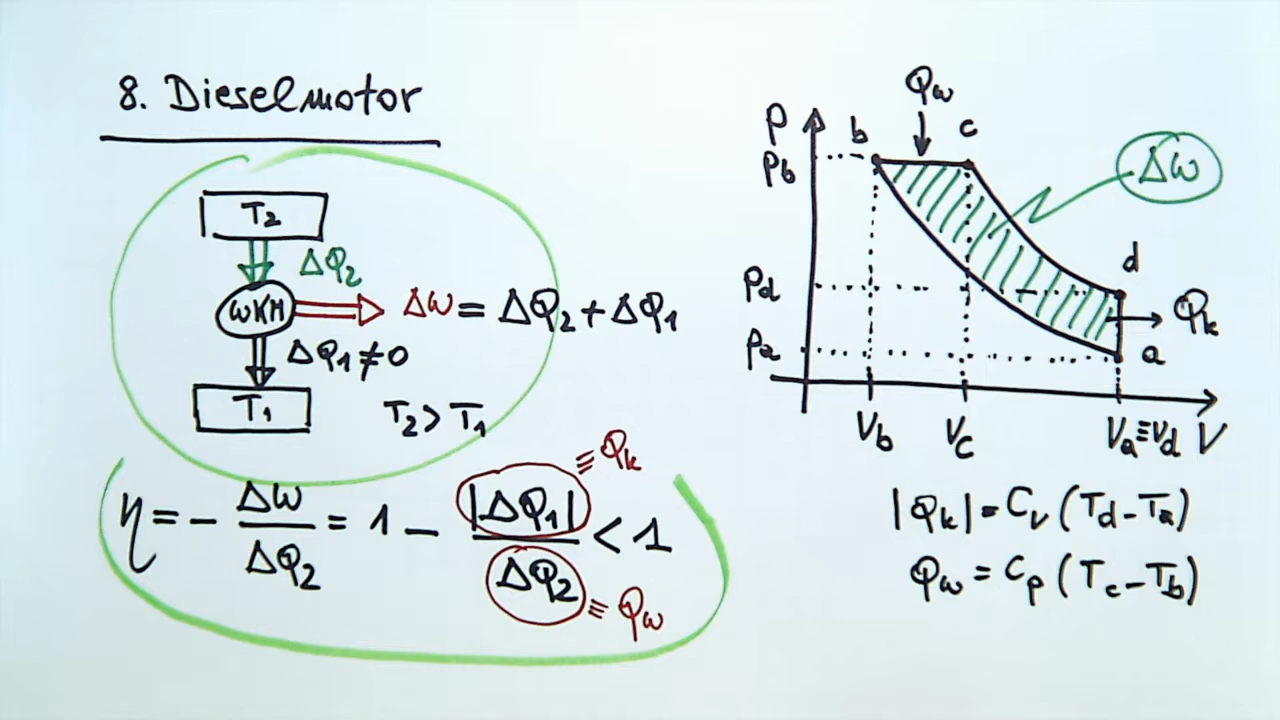 8. Dieselmotor
T₂
ΔQ₂
WKM
ΔW = ΔQ₂ + ΔQ₁
ΔQ₁ ≠ 0
T₁
T₂ > T₁
η = - ΔW / ΔQ₂ = 1 - |ΔQ₁| / ΔQ₂ < 1
≡ Qk
≡ Qw
Qw
P
b
c
Pb
ΔW
d
Pd
Qk
Pa
a
Vb
Vc
Va ≡ Vd
V
|Qk| = Cv (Td - Ta)
Qw = Cp (Tc - Tb)